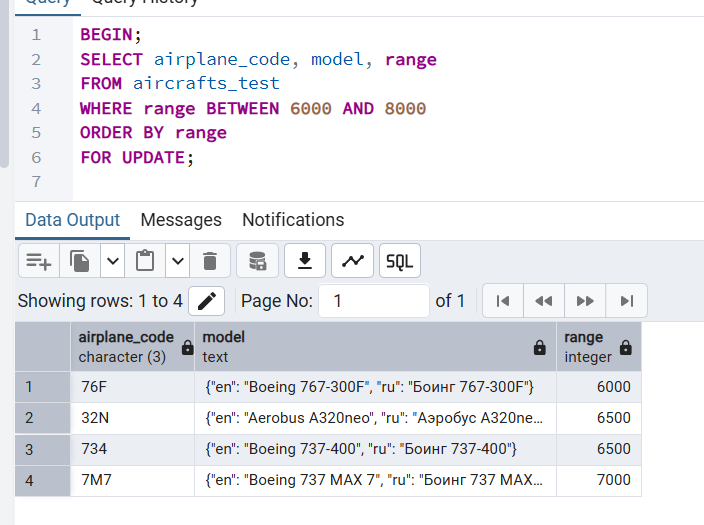 Query Query History
1 BEGIN;
2 SELECT airplane_code, model, range
3 FROM aircrafts_test
4 WHERE range BETWEEN 6000 AND 8000
5 ORDER BY range
6 FOR UPDATE;
7
Data Output Messages Notifications
SQL
Showing rows: 1 to 4 Page No: 1 of 1
airplane_code model range
character (3) text integer
1 76F {"en": "Boeing 767-300F", "ru": "Боинг 767-300F"} 6000
2 32N {"en": "Aerobus A320neo", "ru": "Аэробус A320ne... 6500
3 734 {"en": "Boeing 737-400", "ru": "Боинг 737-400"} 6500
4 7M7 {"en": "Boeing 737 MAX 7", "ru": "Боинг 737 MAX... 7000